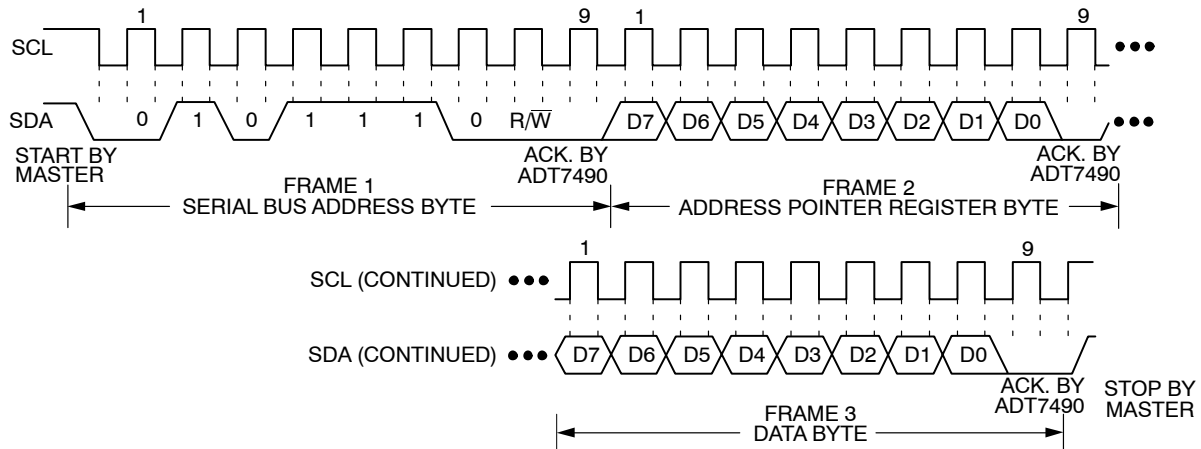 1 9 1 9
SCL
SDA 0 1 0 1 1 1 0 R/W̅ D7 D6 D5 D4 D3 D2 D1 D0
START BY
MASTER
ACK. BY
ADT7490
ACK. BY
ADT7490
FRAME 1
SERIAL BUS ADDRESS BYTE
FRAME 2
ADDRESS POINTER REGISTER BYTE
1 9
SCL (CONTINUED)
SDA (CONTINUED) D7 D6 D5 D4 D3 D2 D1 D0
ACK. BY
ADT7490
STOP BY
MASTER
FRAME 3
DATA BYTE